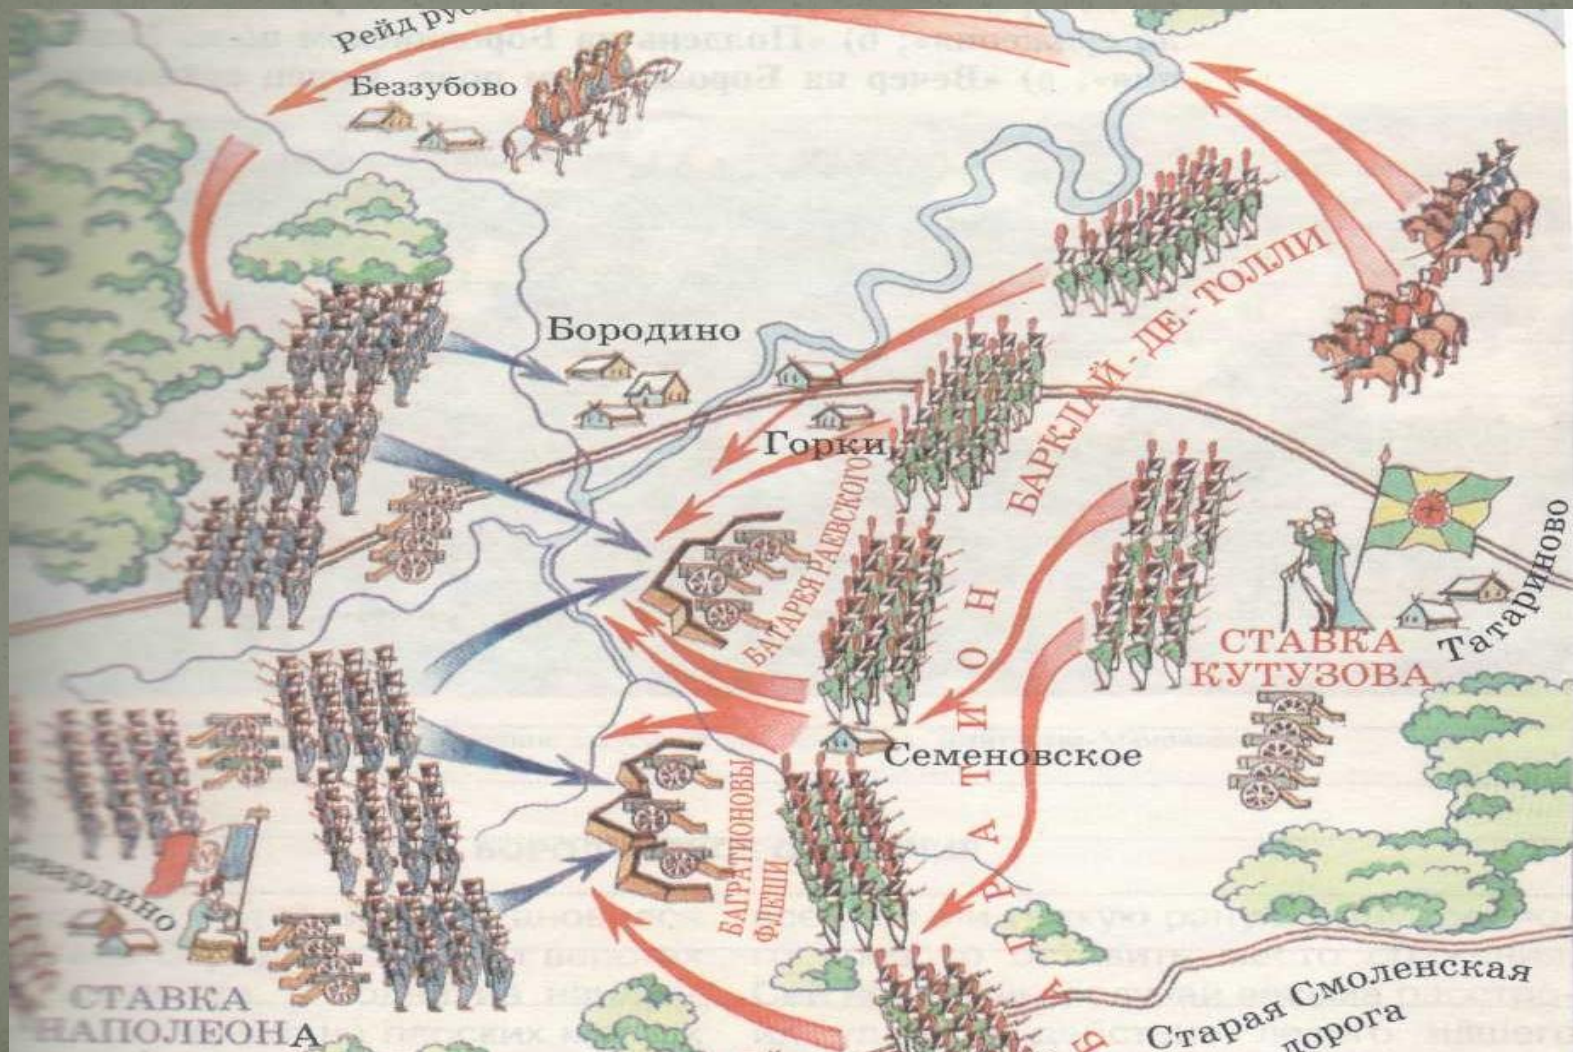 Рейд
Беззубово
Бородино
Горки
БАРКЛАЙ - ДЕ - ТОЛЛИ
БАТАРЕЯ РАЕВСКОГО
Татариново
СТАВКА
КУТУЗОВА
Семеновское
БАГРАТИОН
БАГРАТИОНОВЫ
ФЛЕШИ
СТАВКА
НАПОЛЕОНА
Старая Смоленская
дорога